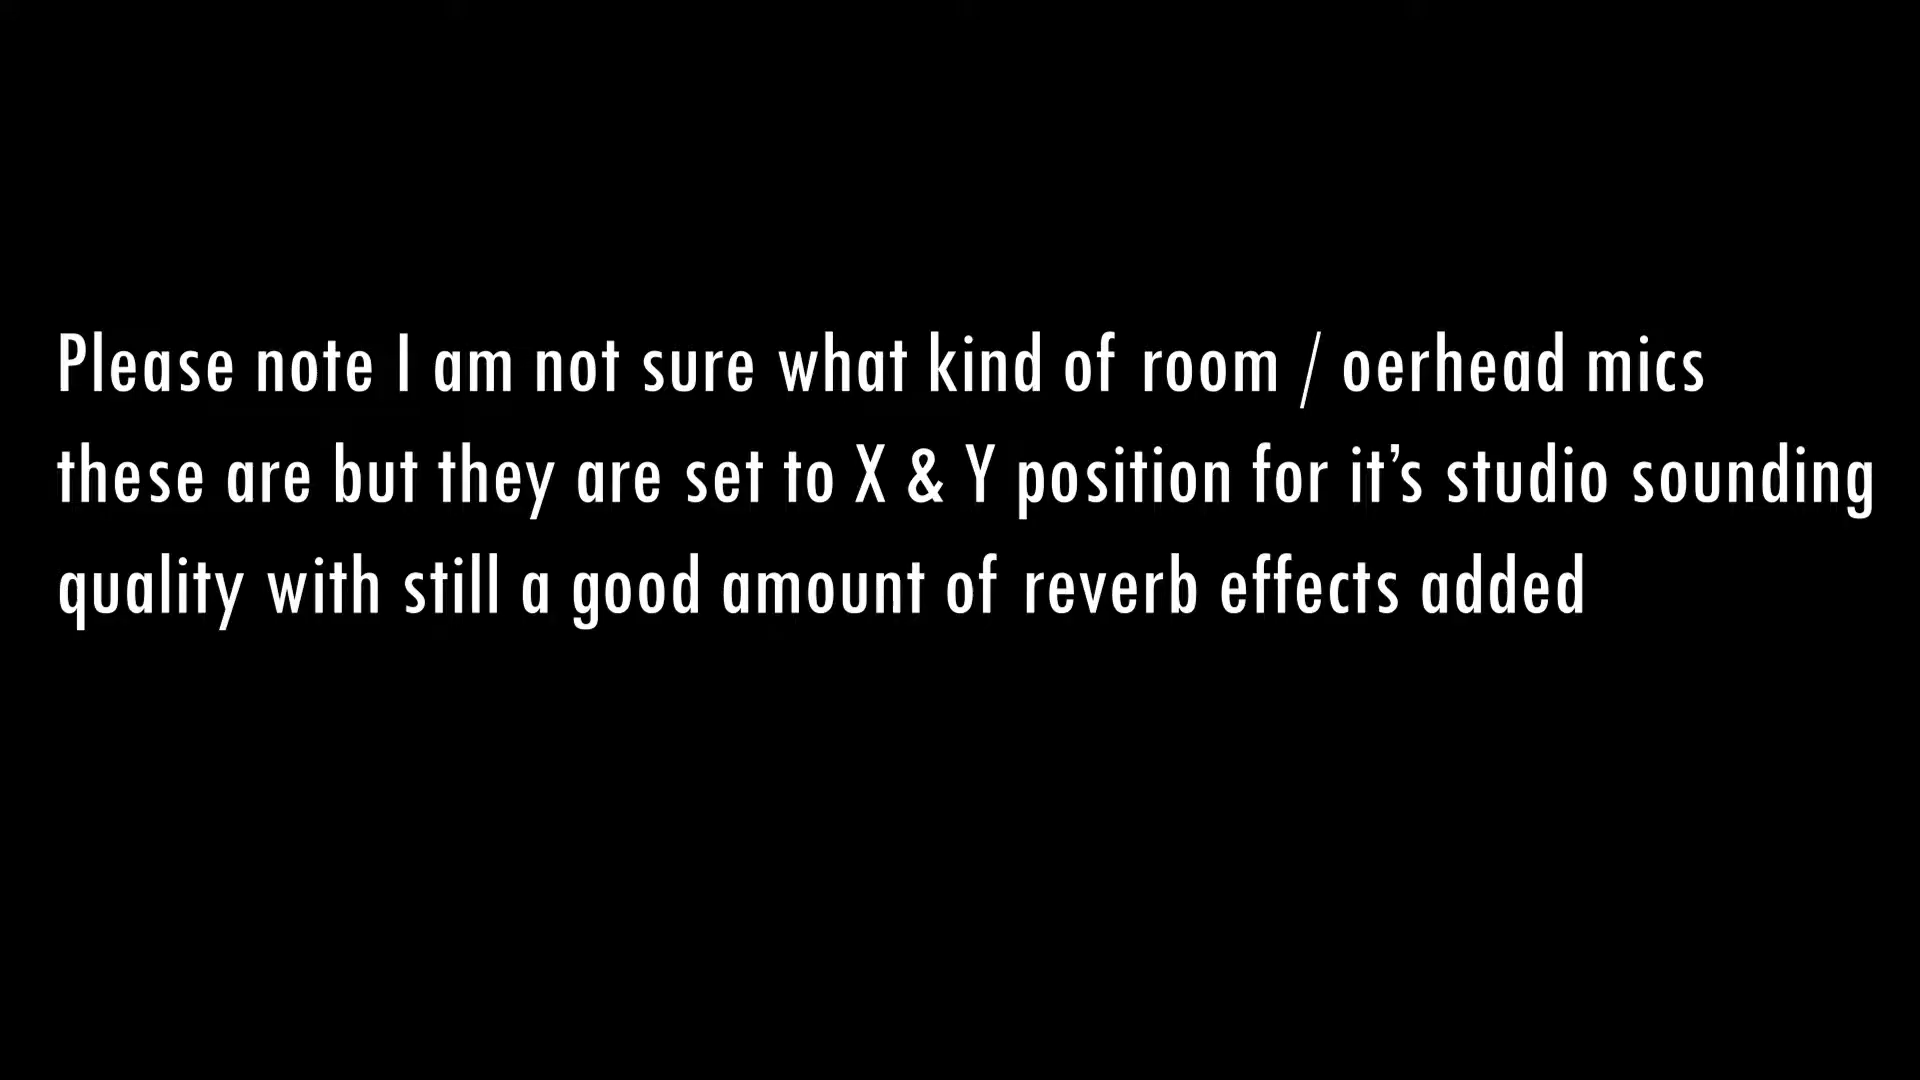 Please note I am not sure what kind of room / oerhead mics
these are but they are set to X & Y position for it’s studio sounding
quality with still a good amount of reverb effects added